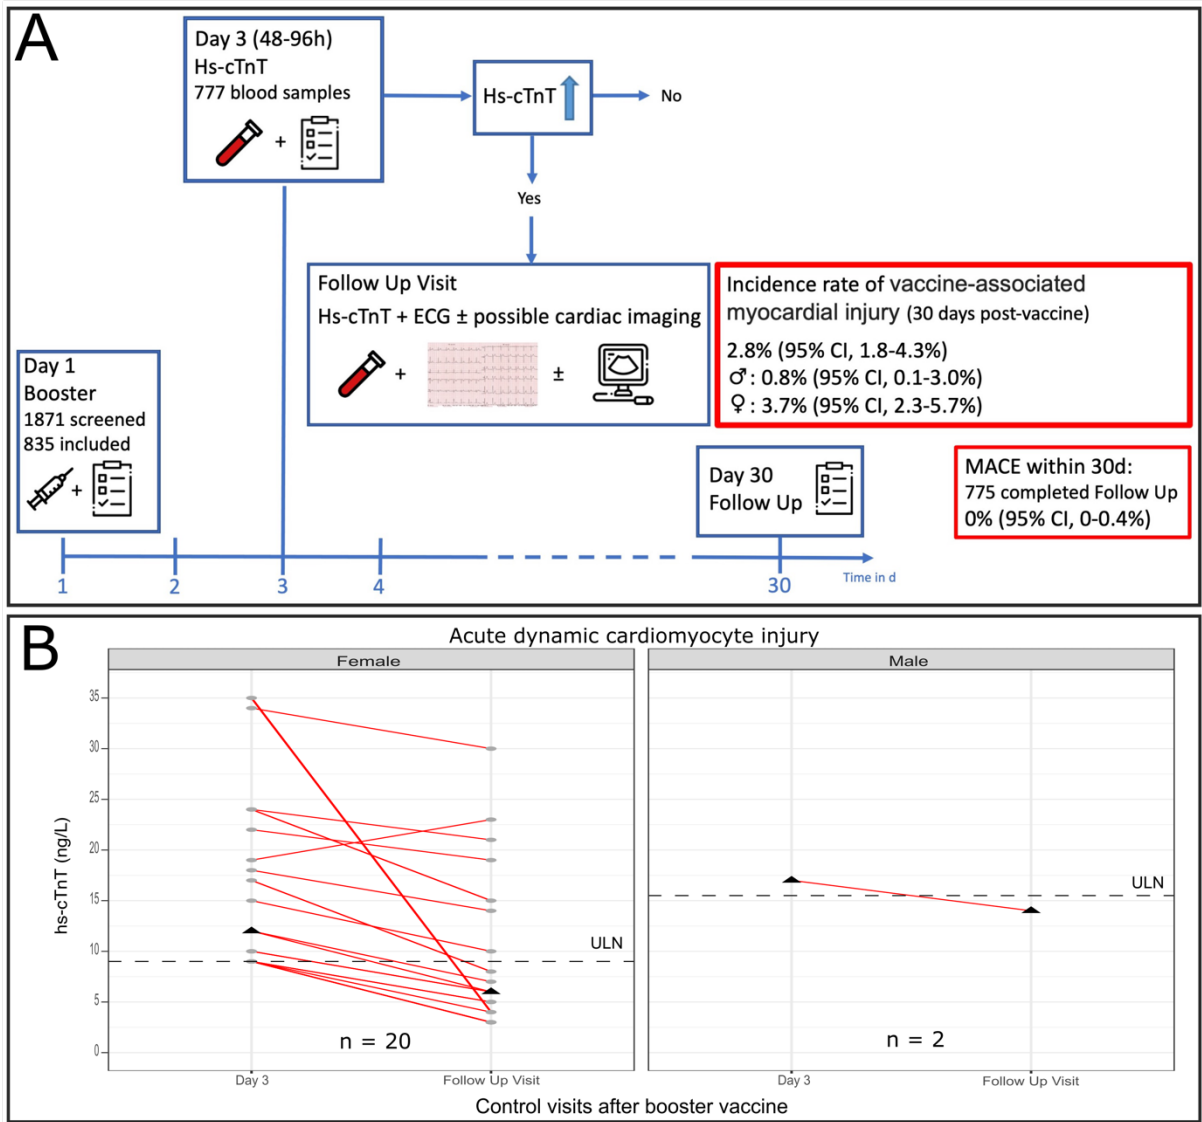 A
Day 3 (48-96h)
Hs-cTnT
777 blood samples
+
Hs-cTnT
No
Yes
Follow Up Visit
Hs-cTnT + ECG ± possible cardiac imaging
+
±
Incidence rate of vaccine-associated
myocardial injury (30 days post-vaccine)
2.8% (95% CI, 1.8-4.3%)
♂: 0.8% (95% CI, 0.1-3.0%)
♀: 3.7% (95% CI, 2.3-5.7%)
Day 1
Booster
1871 screened
835 included
+
Day 30
Follow Up
MACE within 30d:
775 completed Follow Up
0% (95% CI, 0-0.4%)
1 2 3 4 30
Time in d
B
Acute dynamic cardiomyocyte injury
Female
Male
hs-cTnT (ng/L)
35
30
25
20
15
10
5
0
ULN
ULN
n = 20
n = 2
Day 3
Follow Up Visit
Day 3
Follow Up Visit
Control visits after booster vaccine